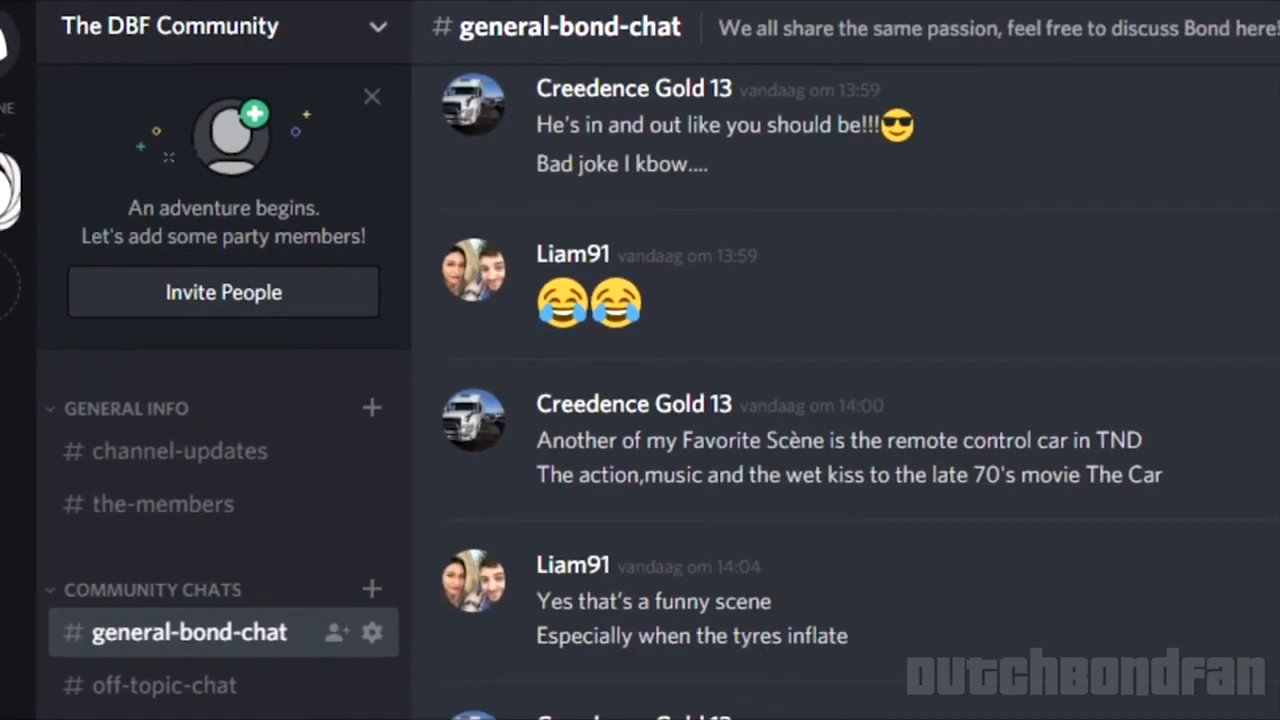 The DBF Community
An adventure begins.
Let's add some party members!
Invite People
GENERAL INFO
# channel-updates
# the-members
COMMUNITY CHATS
# general-bond-chat
# off-topic-chat
# general-bond-chat We all share the same passion, feel free to discuss Bond here!
Creedence Gold 13 vandaag om 13:59
He's in and out like you should be!!!😎
Bad joke I kbow....
Liam91 vandaag om 13:59
😂😂
Creedence Gold 13 vandaag om 14:00
Another of my Favorite Scène is the remote control car in TND
The action,music and the wet kiss to the late 70's movie The Car
Liam91 vandaag om 14:04
Yes that’s a funny scene
Especially when the tyres inflate
DUTCHBONDFAN